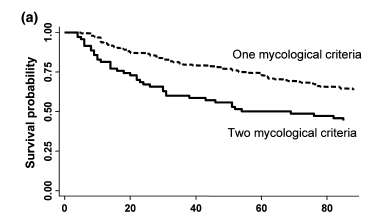 (a)
1.00
One mycological criteria
0.75
Survival probability
0.50
Two mycological criteria
0.25
0.00
0 20 40 60 80